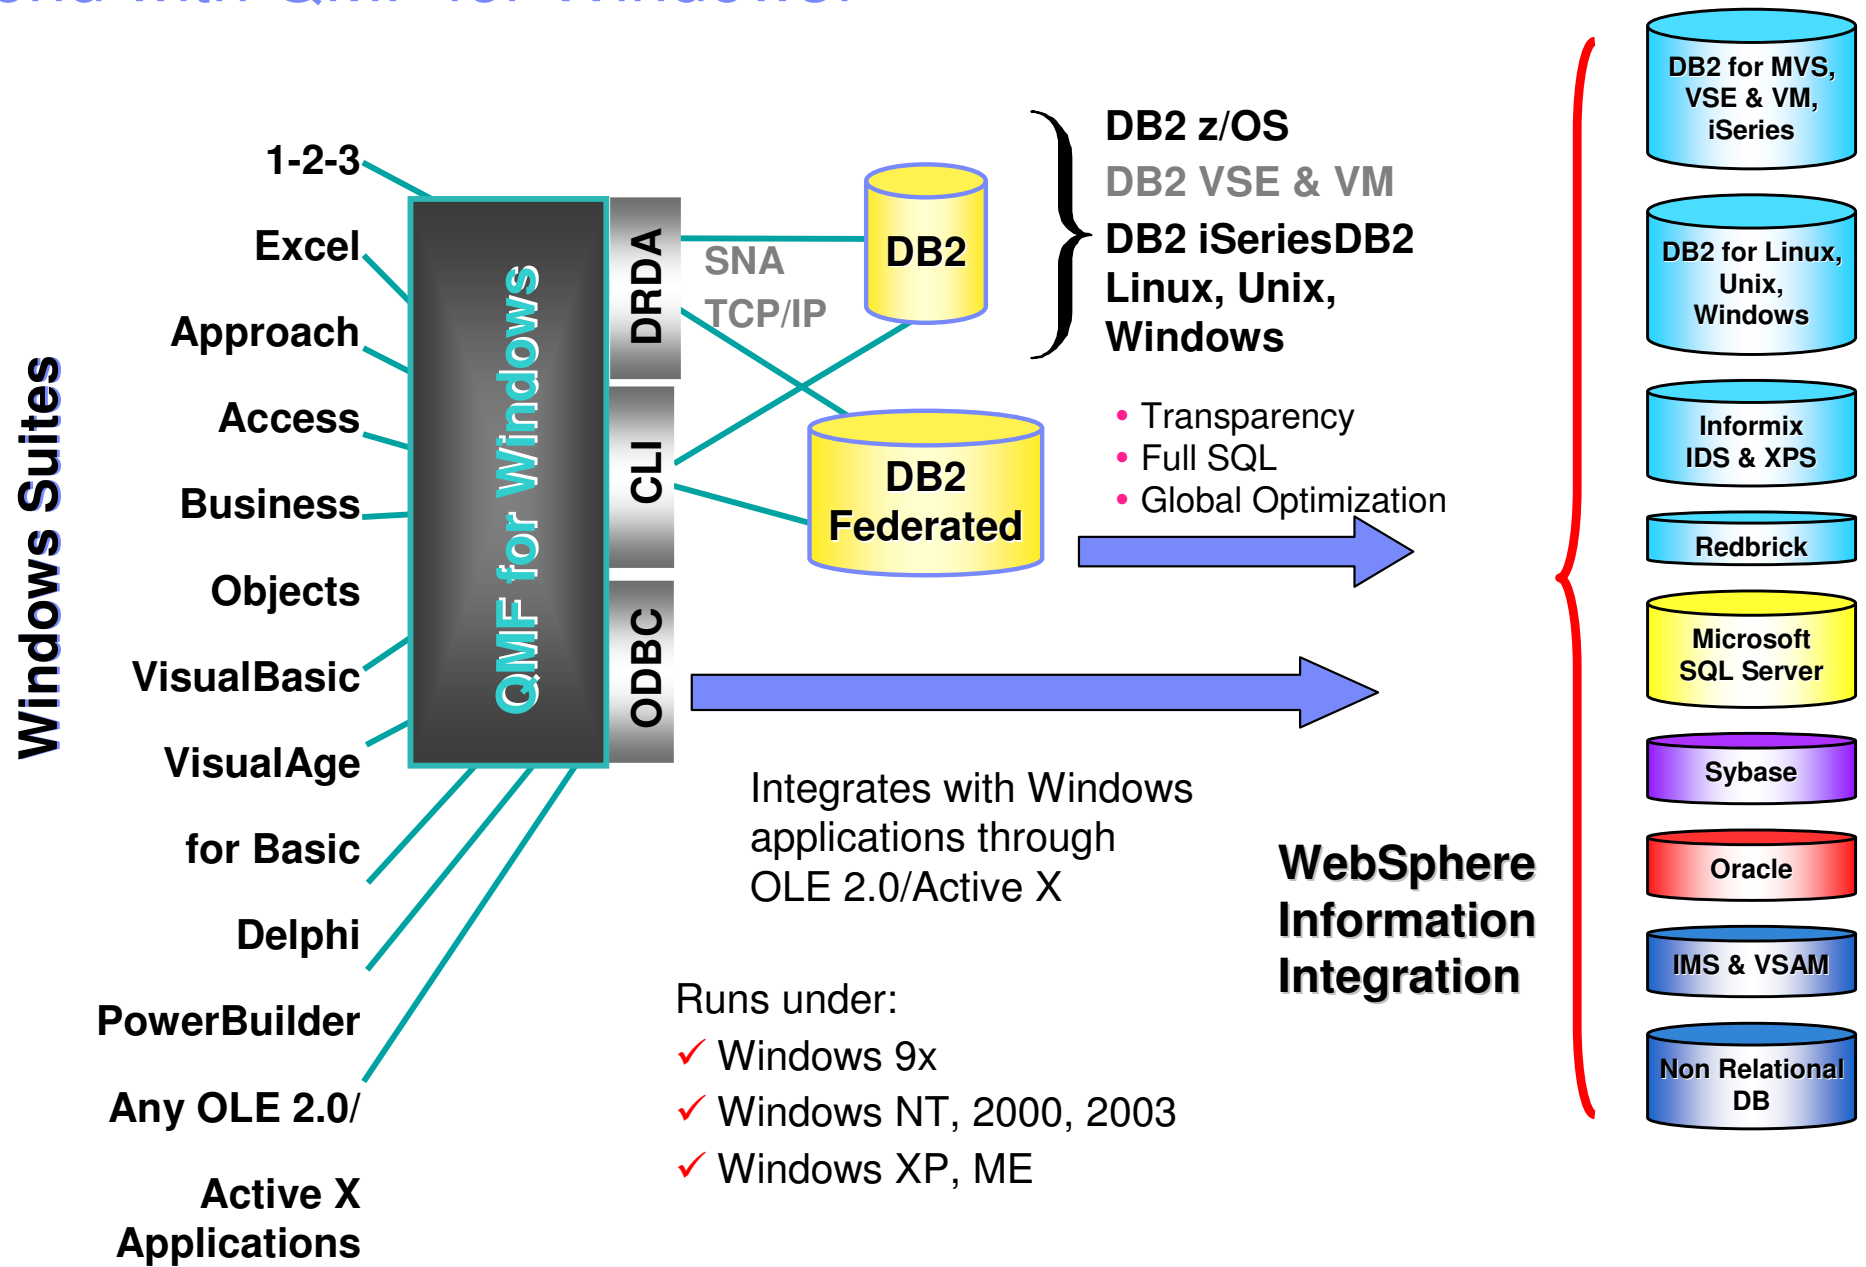 with QMF for Windows!
Windows Suites
1-2-3
Excel
Approach
Access
Business
Objects
VisualBasic
VisualAge
for Basic
Delphi
PowerBuilder
Any OLE 2.0/
Active X
Applications
QMF for Windows
DRDA
CLI
ODBC
SNA
TCP/IP
DB2
DB2
Federated
DB2 z/OS
DB2 VSE & VM
DB2 iSeriesDB2
Linux, Unix,
Windows
• Transparency
• Full SQL
• Global Optimization
Integrates with Windows
applications through
OLE 2.0/Active X
Runs under:
✓ Windows 9x
✓ Windows NT, 2000, 2003
✓ Windows XP, ME
WebSphere
Information
Integration
DB2 for MVS,
VSE & VM,
iSeries
DB2 for Linux,
Unix,
Windows
Informix
IDS & XPS
Redbrick
Microsoft
SQL Server
Sybase
Oracle
IMS & VSAM
Non Relational
DB